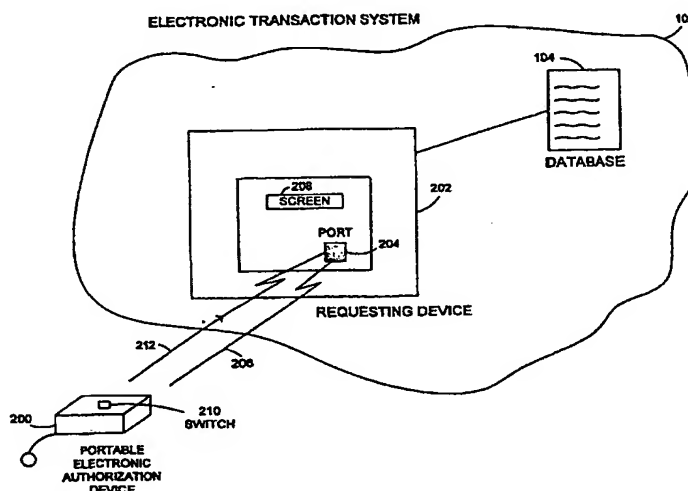 ELECTRONIC TRANSACTION SYSTEM
104
DATABASE
208
SCREEN
202
PORT
204
REQUESTING DEVICE
212
206
200
210
SWITCH
PORTABLE
ELECTRONIC
AUTHORIZATION
DEVICE